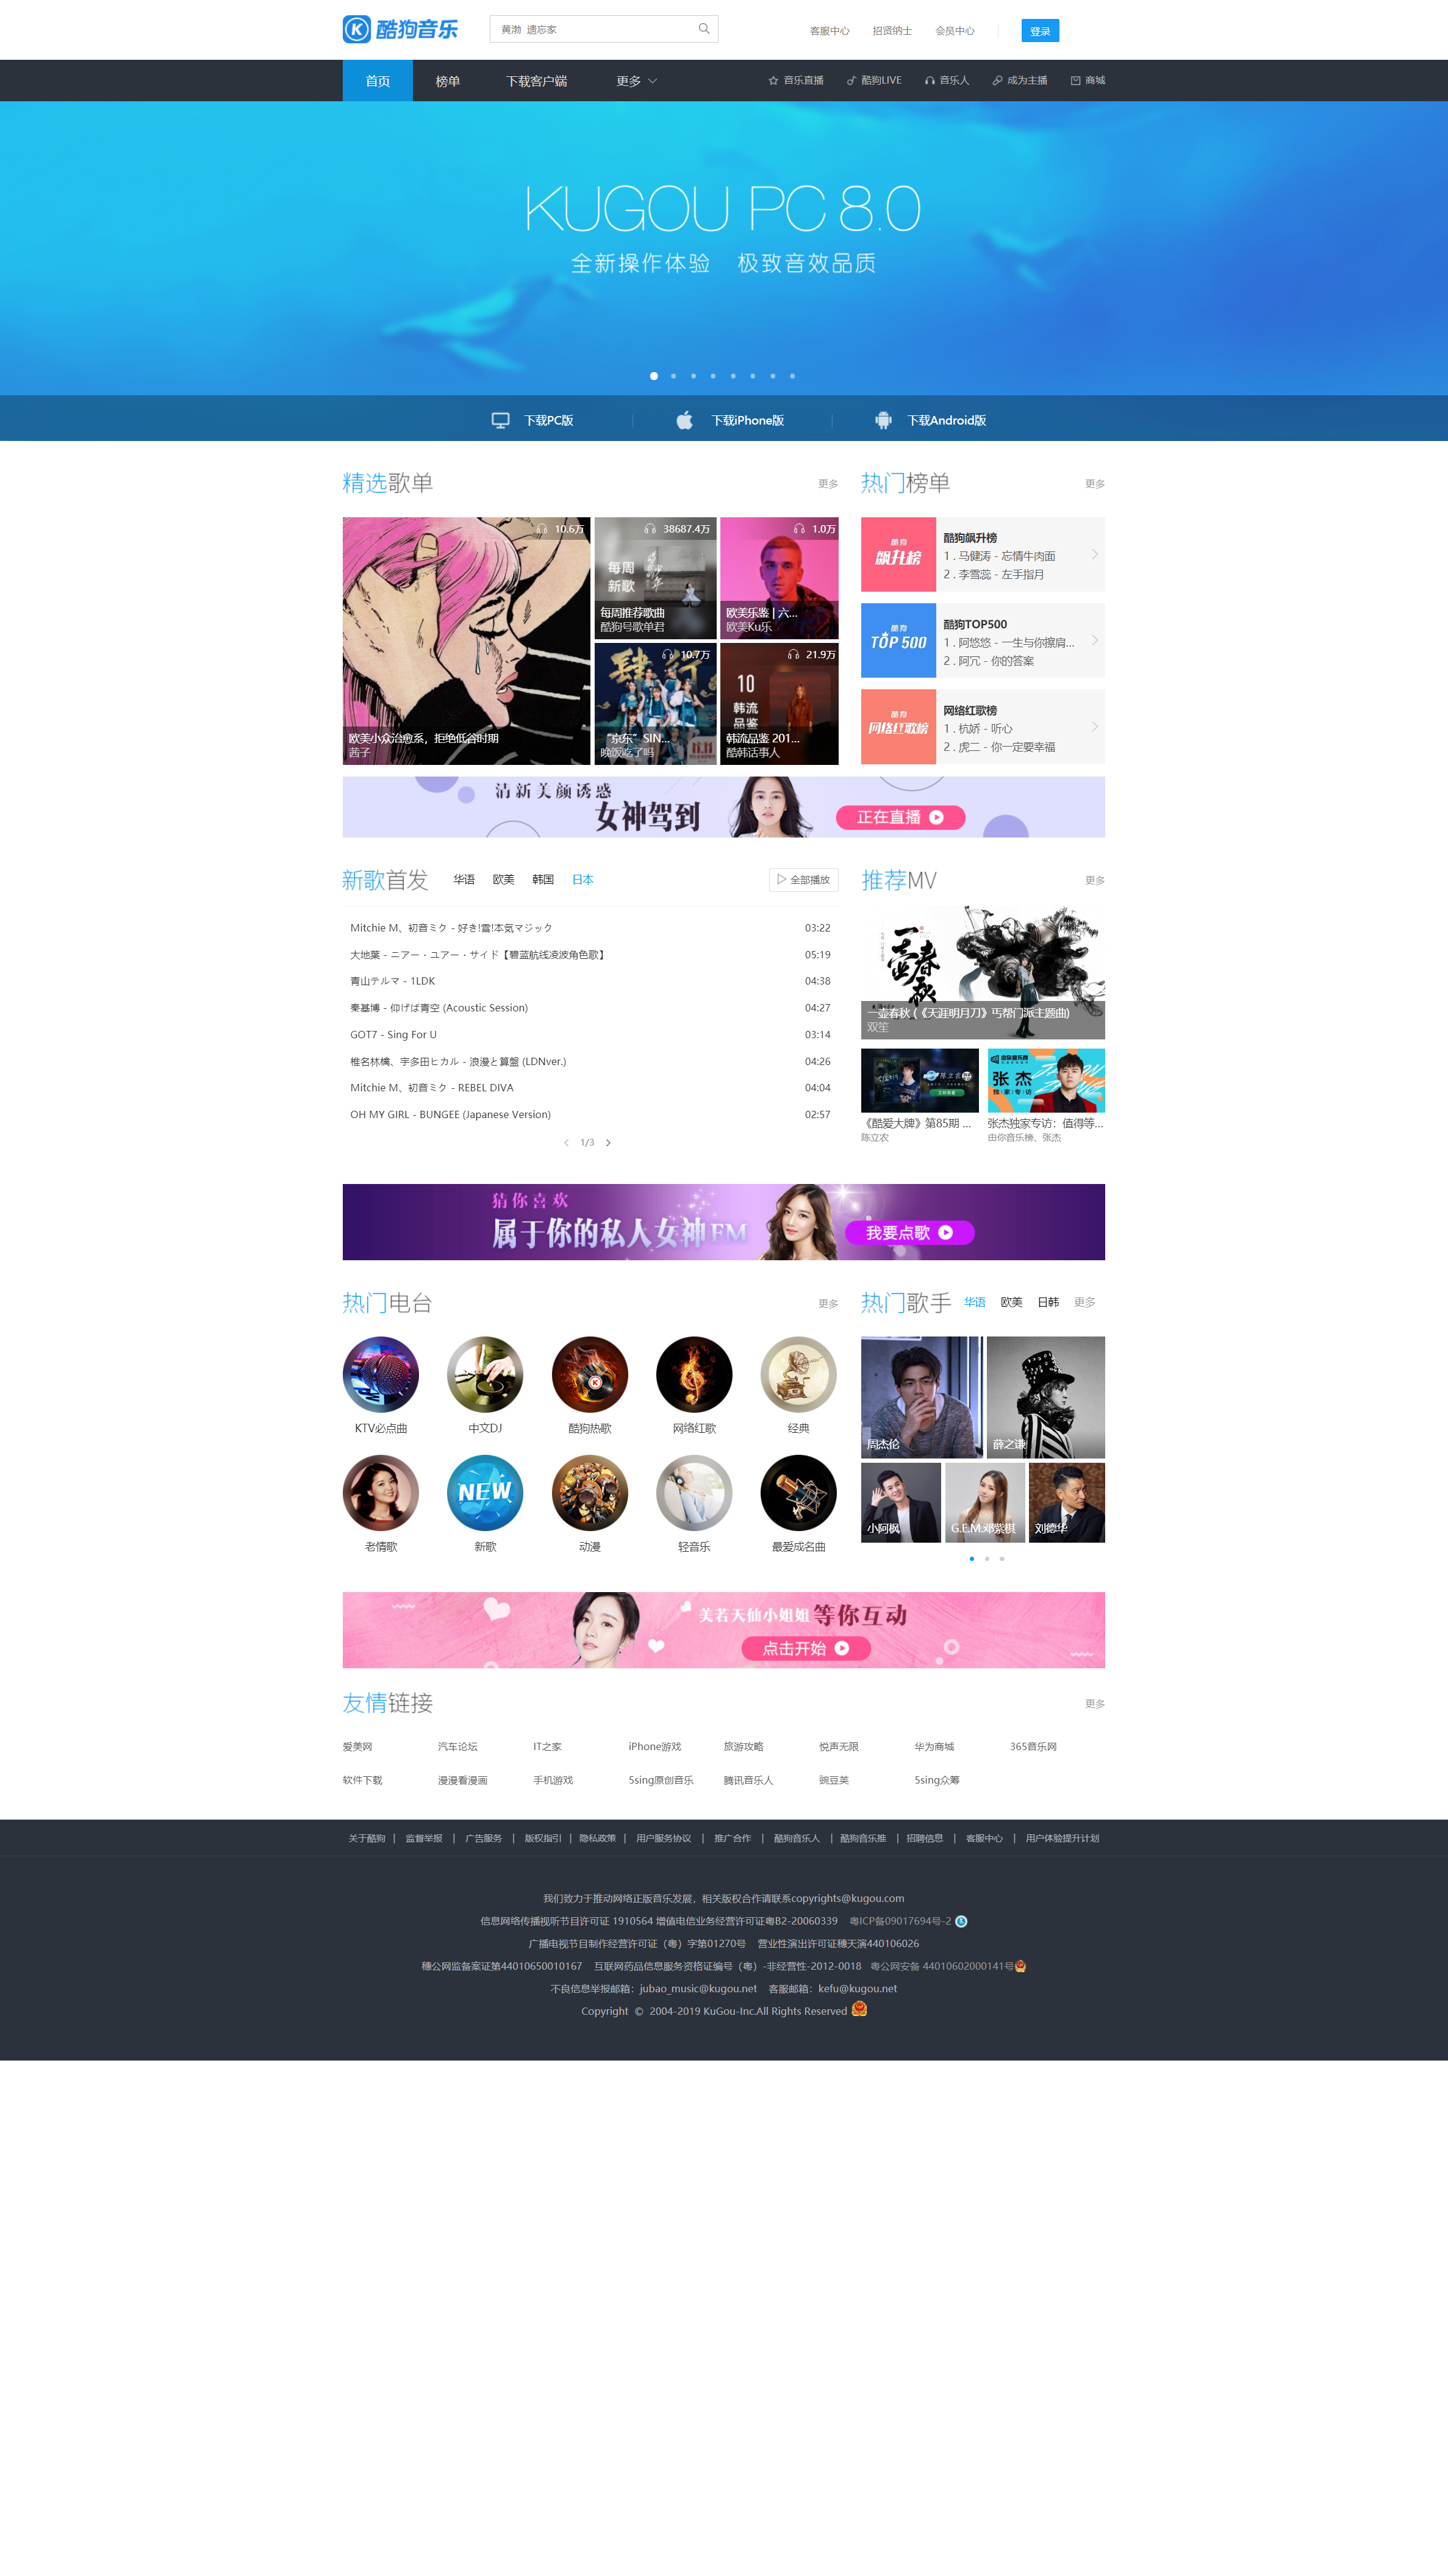 酷狗音乐
黄渤 遗忘家
客服中心 招贤纳士 会员中心 登录
首页 榜单 下载客户端 更多 音乐直播 酷狗LIVE 音乐人 成为主播 商城
KUGOU PC 8.0
全新操作体验 极致音效品质
下载PC版 下载iPhone版 下载Android版
精选歌单 更多
10.6万
欧美小众治愈系，拒绝低谷时期
茜子
38687.4万
每周
新歌
每周推荐歌曲
酷狗号歌单君
1.0万
欧美乐鉴 | 六...
欧美Ku乐
10.7万
“京东”SIN...
晚饭吃了吗
21.9万
10
韩流
品鉴
韩流品鉴 201...
酷韩话事人
热门榜单 更多
酷狗
飙升榜
酷狗飙升榜
1 . 马健涛 - 忘情牛肉面
2 . 李雪蕊 - 左手指月
酷狗
TOP 500
酷狗TOP500
1 . 阿悠悠 - 一生与你擦肩...
2 . 阿冗 - 你的答案
酷狗
网络红歌榜
网络红歌榜
1 . 杭娇 - 听心
2 . 虎二 - 你一定要幸福
清新美颜诱惑
女神驾到
正在直播
新歌首发 华语 欧美 韩国 日本 全部播放
Mitchie M、初音ミク - 好き!雪!本気マジック 03:22
大地葉 - ニアー・ユアー・サイド【碧蓝航线凌波角色歌】 05:19
青山テルマ - 1LDK 04:38
秦基博 - 仰げば青空 (Acoustic Session) 04:27
GOT7 - Sing For U 03:14
椎名林檎、宇多田ヒカル - 浪漫と算盤 (LDNver.) 04:26
Mitchie M、初音ミク - REBEL DIVA 04:04
OH MY GIRL - BUNGEE (Japanese Version) 02:57
1/3
推荐MV 更多
一壶春秋
一壶春秋 (《天涯明月刀》丐帮门派主题曲)
双笙
《酷爱大牌》第85期 ...
陈立农
张杰
独家专访
张杰独家专访：值得等...
由你音乐榜、张杰
猜你喜欢
属于你的私人女神FM
我要点歌
热门电台 更多
KTV必点曲 中文DJ 酷狗热歌 网络红歌 经典
NEW
老情歌 新歌 动漫 轻音乐 最爱成名曲
热门歌手 华语 欧美 日韩 更多
周杰伦 薛之谦
小阿枫 G.E.M.邓紫棋 刘德华
美若天仙小姐姐 等你互动
点击开始
友情链接 更多
爱美网 汽车论坛 IT之家 iPhone游戏 旅游攻略 悦声无限 华为商城 365音乐网
软件下载 漫漫看漫画 手机游戏 5sing原创音乐 腾讯音乐人 豌豆荚 5sing众筹
关于酷狗 | 监督举报 | 广告服务 | 版权指引 | 隐私政策 | 用户服务协议 | 推广合作 | 酷狗音乐人 | 酷狗音乐推 | 招聘信息 | 客服中心 | 用户体验提升计划
我们致力于推动网络正版音乐发展，相关版权合作请联系copyrights@kugou.com
信息网络传播视听节目许可证 1910564 增值电信业务经营许可证粤B2-20060339 粤ICP备09017694号-2
广播电视节目制作经营许可证（粤）字第01270号 营业性演出许可证穗天演440106026
穗公网监备案证第44010650010167 互联网药品信息服务资格证编号（粤）-非经营性-2012-0018 粤公网安备 44010602000141号
不良信息举报邮箱：jubao_music@kugou.net 客服邮箱：kefu@kugou.net
Copyright © 2004-2019 KuGou-Inc.All Rights Reserved